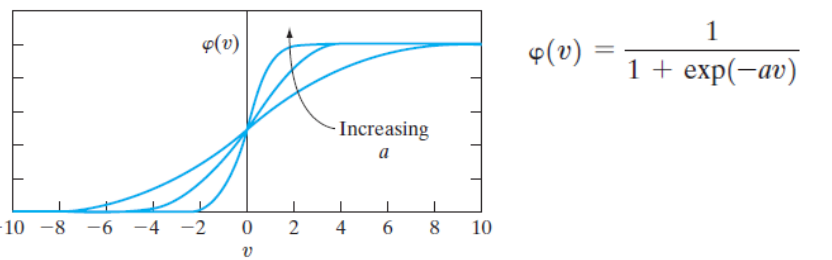 φ(v)
Increasing
a
-10 -8 -6 -4 -2 0 2 4 6 8 10
v
φ(v) = 1 / (1 + exp(-av))